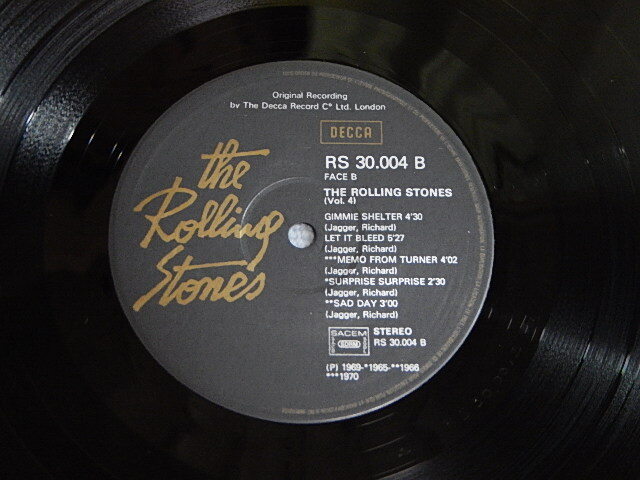 Original Recording
by The Decca Record Cº Ltd. London
DECCA
the
Rolling
Stones
RS 30.004 B
FACE B
THE ROLLING STONES
(Vol. 4)
GIMMIE SHELTER 4'30
(Jagger, Richard)
LET IT BLEED 5'27
(Jagger, Richard)
***MEMO FROM TURNER 4'02
(Jagger, Richard)
*SURPRISE SURPRISE 2'30
(Jagger, Richard)
**SAD DAY 3'00
(Jagger, Richard)
SACEM
SDRM
STEREO
RS 30.004 B
(P) 1969-*1965-**1966
***1970